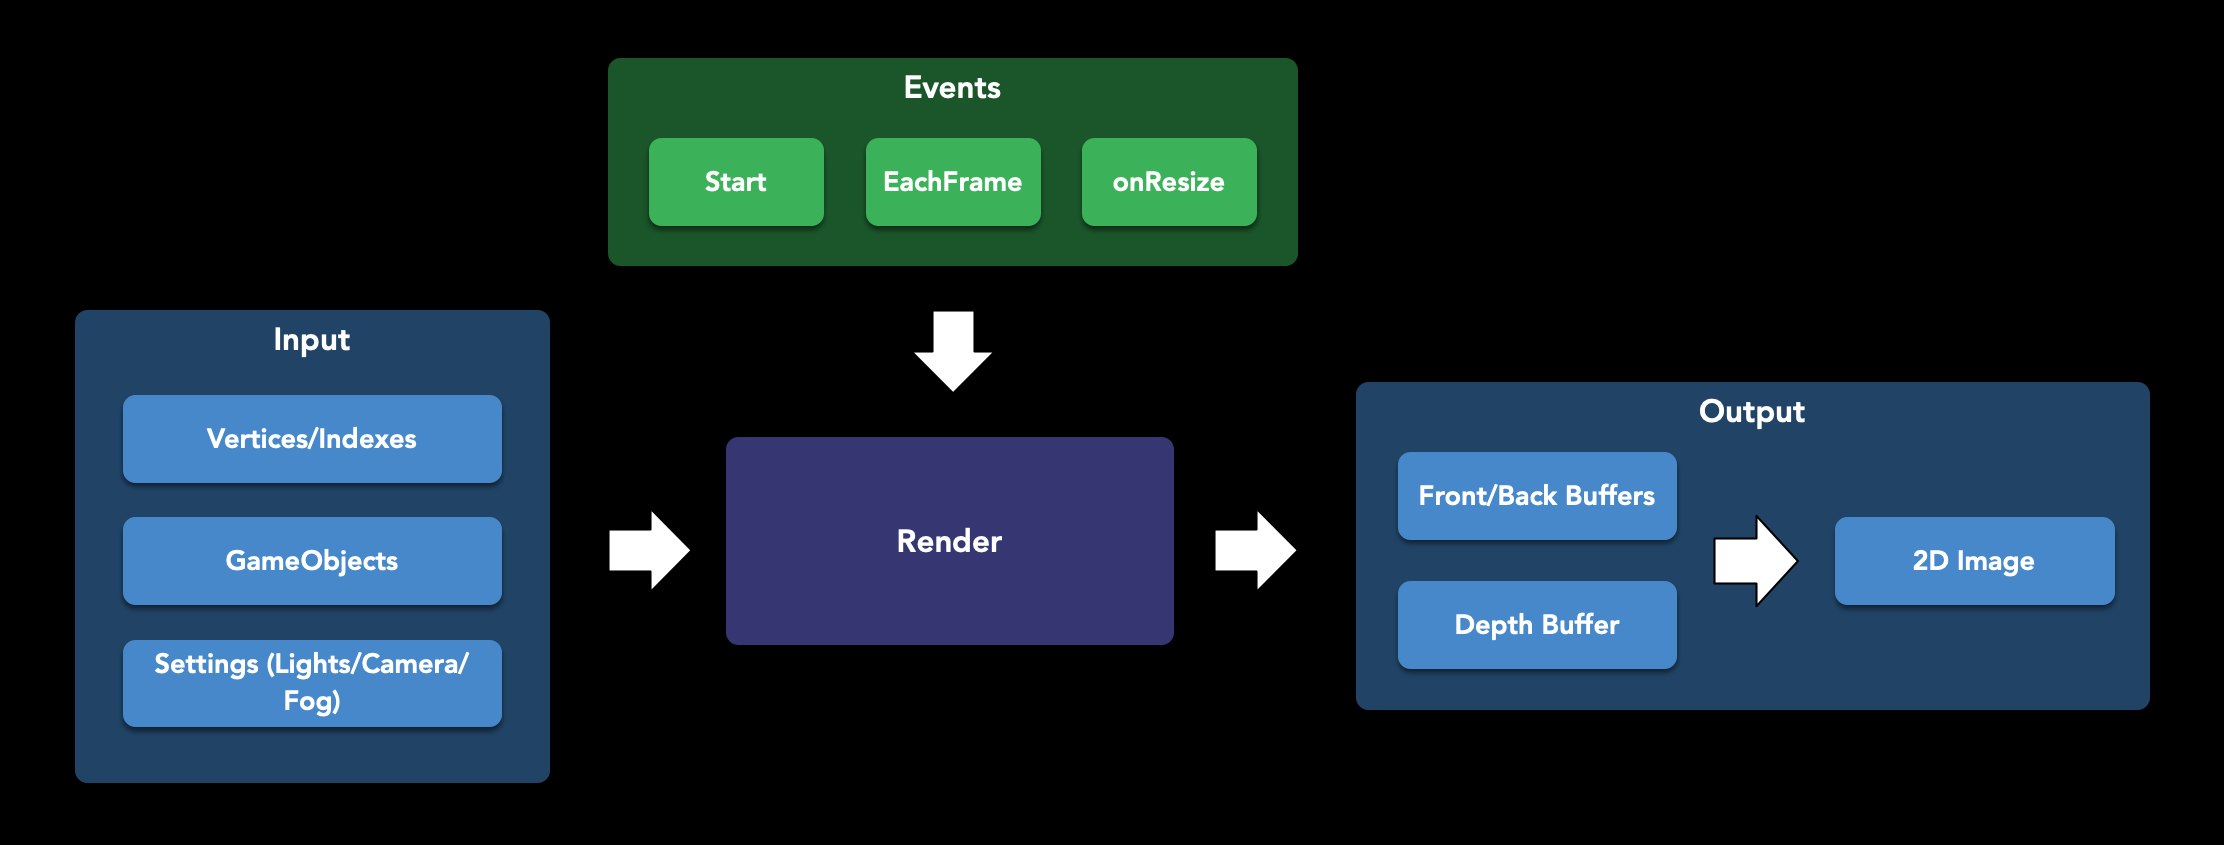 Events
Start
EachFrame
onResize
Input
Vertices/Indexes
GameObjects
Settings (Lights/Camera/
Fog)
Render
Output
Front/Back Buffers
Depth Buffer
2D Image